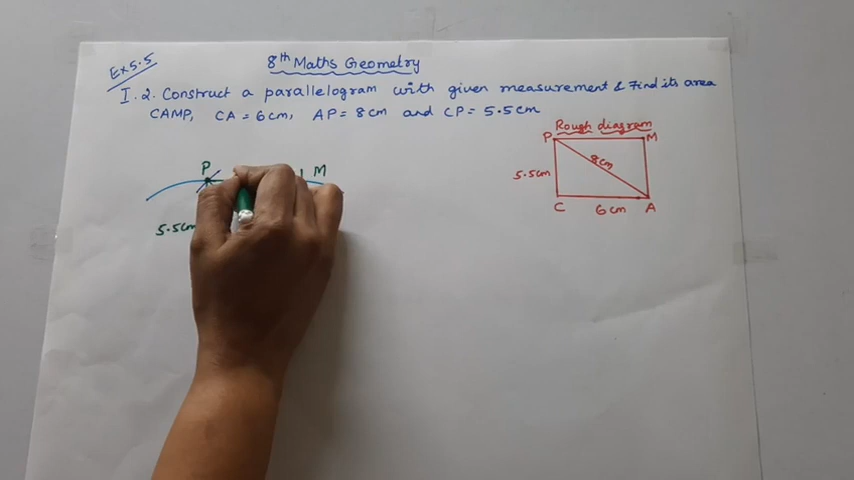 Ex 5.5
8th Maths Geometry
I. 2. Construct a parallelogram with given measurement & Find its area
CAMP, CA = 6cm, AP = 8cm and CP = 5.5cm
Rough diagram
P M
8cm
5.5cm
C 6cm A
P M
5.5cm